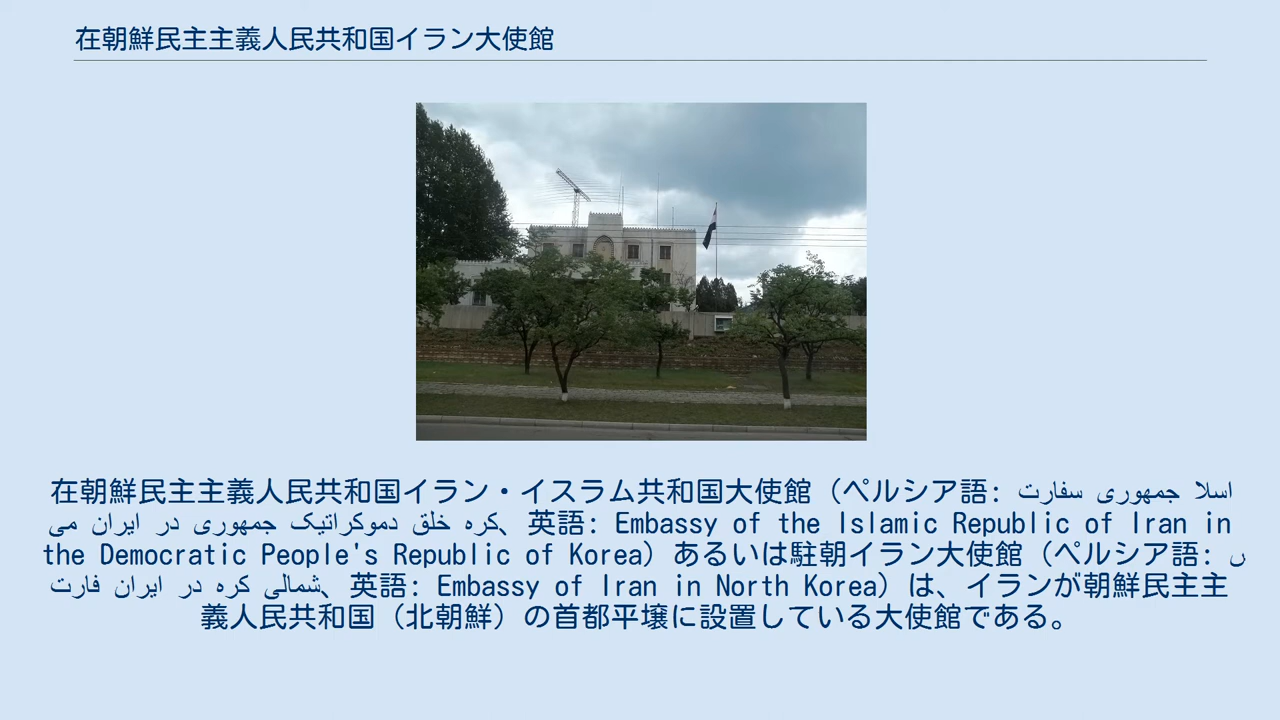 在朝鮮民主主義人民共和国イラン大使館
在朝鮮民主主義人民共和国イラン・イスラム共和国大使館（ペルシア語: اسلا جمهوری سفارت
کره خلق دموکراتیک جمهوری در ایران می、英語: Embassy of the Islamic Republic of Iran in
the Democratic People's Republic of Korea）あるいは駐朝イラン大使館（ペルシア語: س
شمالی کره در ایران فارت、英語: Embassy of Iran in North Korea）は、イランが朝鮮民主主
義人民共和国（北朝鮮）の首都平壌に設置している大使館である。